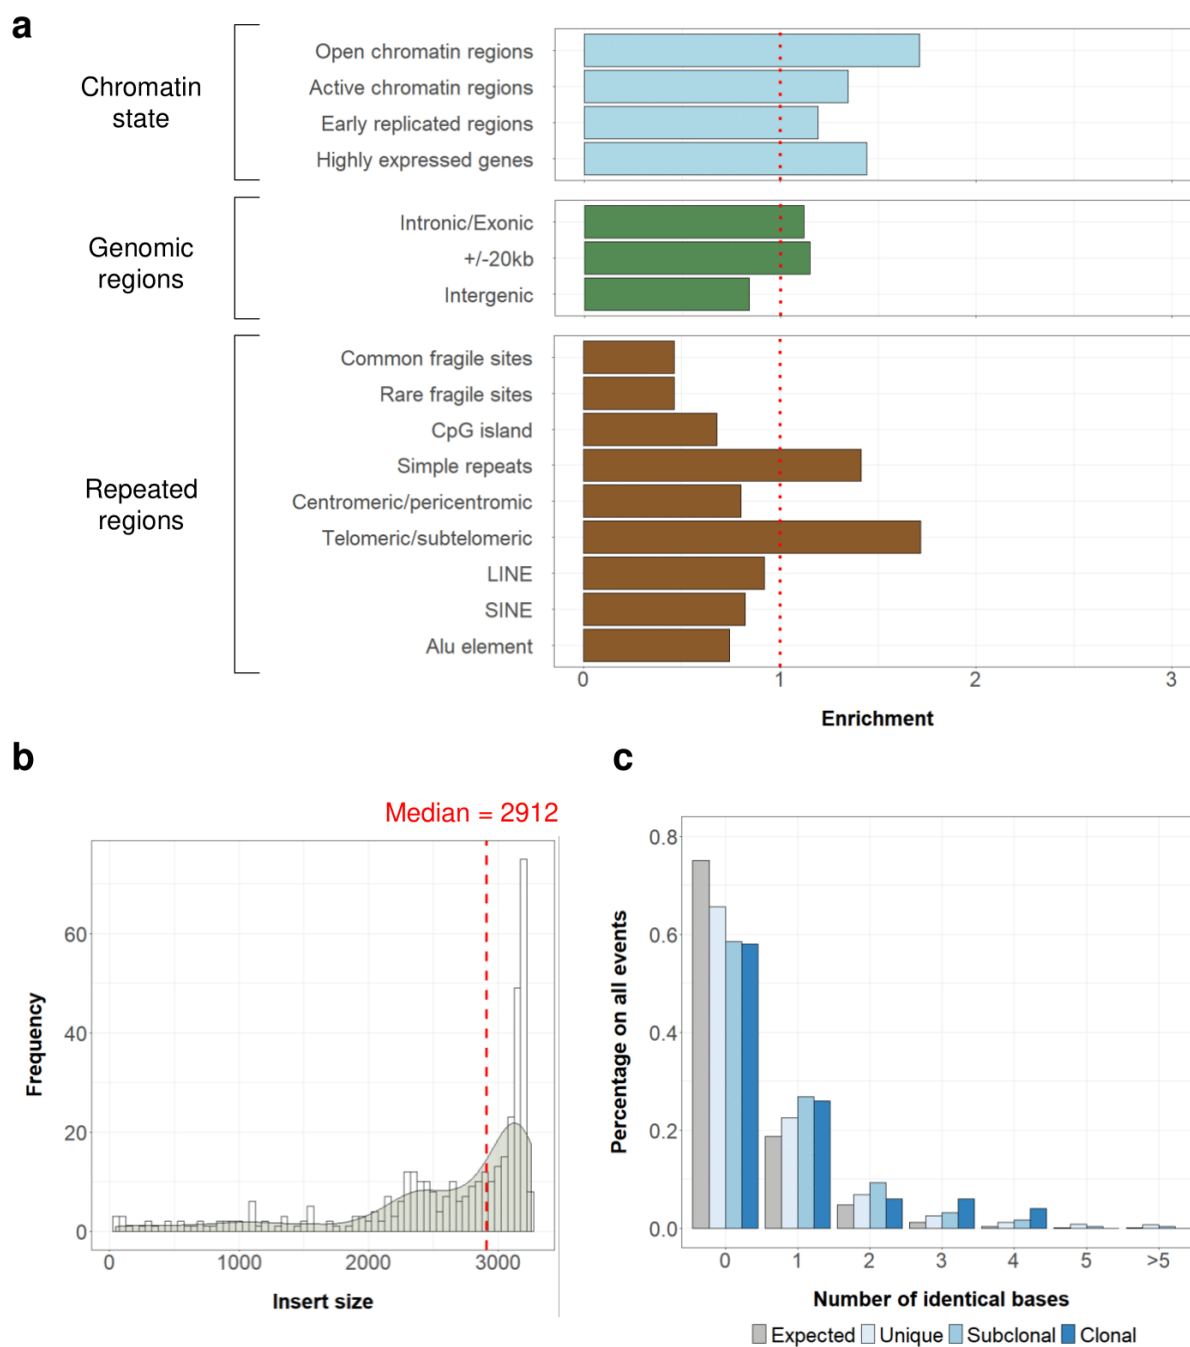 a
Chromatin
state
Open chromatin regions
Active chromatin regions
Early replicated regions
Highly expressed genes
Genomic
regions
Intronic/Exonic
+/-20kb
Intergenic
Repeated
regions
Common fragile sites
Rare fragile sites
CpG island
Simple repeats
Centromeric/pericentromic
Telomeric/subtelomeric
LINE
SINE
Alu element
0 1 2 3
Enrichment
b
Median = 2912
Frequency
60
40
20
0
0 1000 2000 3000
Insert size
c
Percentage on all events
0.8
0.6
0.4
0.2
0.0
0 1 2 3 4 5 >5
Number of identical bases
Expected Unique Subclonal Clonal